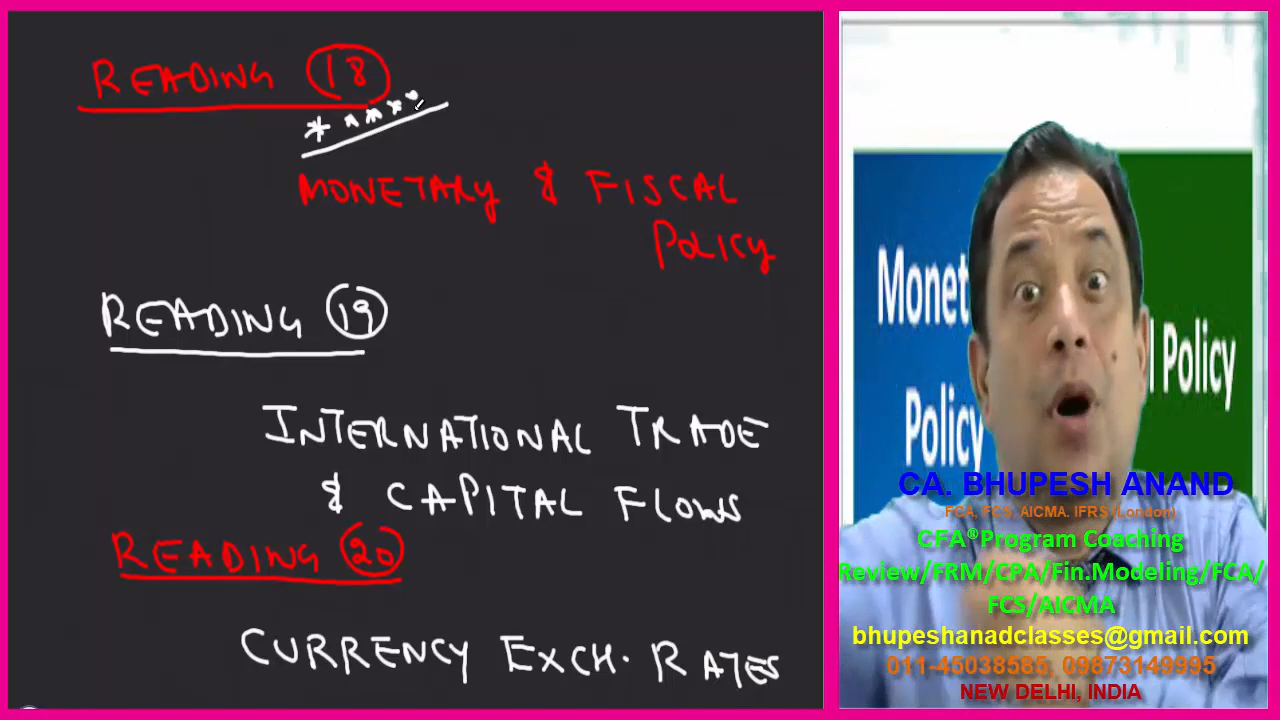 READING 18
*****
MONETARY & FISCAL
POLICY
READING 19
INTERNATIONAL TRADE
& CAPITAL FLOWS
READING 20
CURRENCY EXCH. RATES
Monet
Policy
l Policy
CA. BHUPESH ANAND
FCA, FCS, AICMA, IFRS (London)
CFA®Program Coaching
Review/FRM/CPA/Fin.Modeling/FCA/
FCS/AICMA
bhupeshanadclasses@gmail.com
011-45038585, 09873149995
NEW DELHI, INDIA